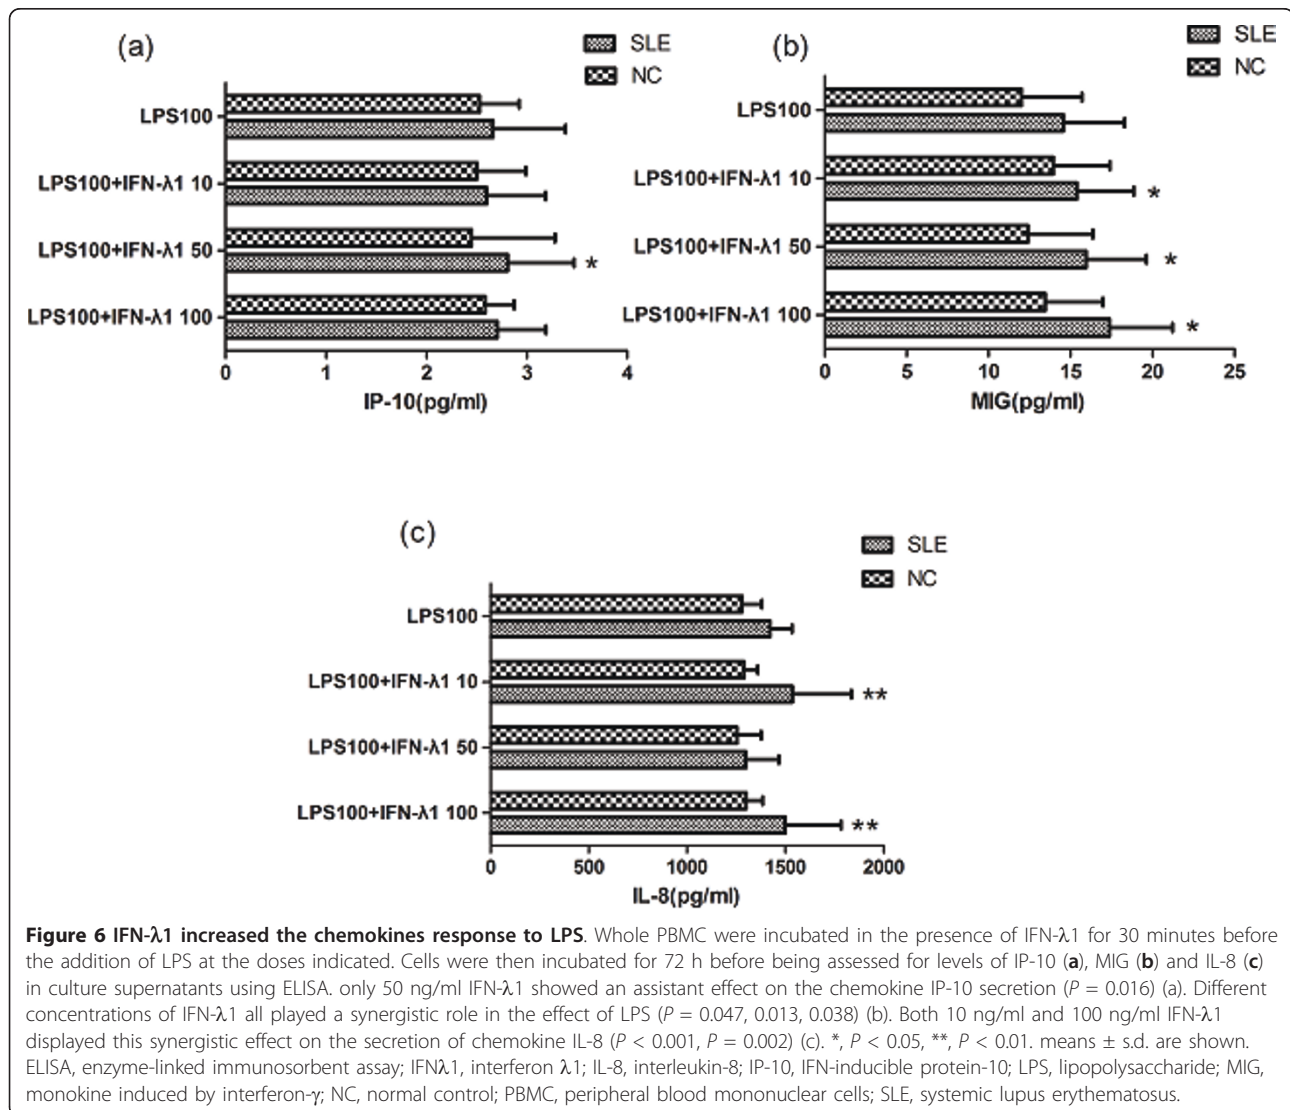 (a)
SLE
NC
LPS100
LPS100+IFN-λ1 10
LPS100+IFN-λ1 50
*
LPS100+IFN-λ1 100
0 1 2 3 4
IP-10(pg/ml)
(b)
SLE
NC
LPS100
LPS100+IFN-λ1 10
*
LPS100+IFN-λ1 50
*
LPS100+IFN-λ1 100
*
0 5 10 15 20 25
MIG(pg/ml)
(c)
SLE
NC
LPS100
LPS100+IFN-λ1 10
**
LPS100+IFN-λ1 50
LPS100+IFN-λ1 100
**
0 500 1000 1500 2000
IL-8(pg/ml)
Figure 6 IFN-λ1 increased the chemokines response to LPS. Whole PBMC were incubated in the presence of IFN-λ1 for 30 minutes before
the addition of LPS at the doses indicated. Cells were then incubated for 72 h before being assessed for levels of IP-10 (a), MIG (b) and IL-8 (c)
in culture supernatants using ELISA. only 50 ng/ml IFN-λ1 showed an assistant effect on the chemokine IP-10 secretion (P = 0.016) (a). Different
concentrations of IFN-λ1 all played a synergistic role in the effect of LPS (P = 0.047, 0.013, 0.038) (b). Both 10 ng/ml and 100 ng/ml IFN-λ1
displayed this synergistic effect on the secretion of chemokine IL-8 (P < 0.001, P = 0.002) (c). *, P < 0.05, **, P < 0.01. means ± s.d. are shown.
ELISA, enzyme-linked immunosorbent assay; IFNλ1, interferon λ1; IL-8, interleukin-8; IP-10, IFN-inducible protein-10; LPS, lipopolysaccharide; MIG,
monokine induced by interferon-γ; NC, normal control; PBMC, peripheral blood mononuclear cells; SLE, systemic lupus erythematosus.